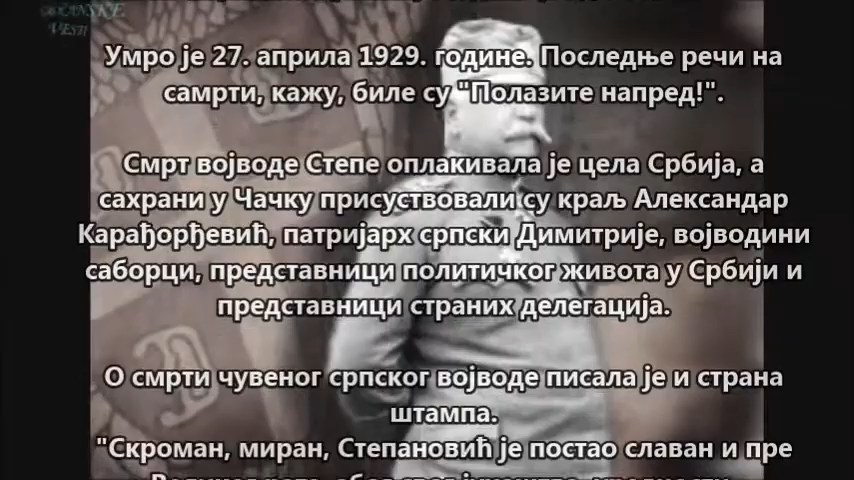 УАЧАНСКЕ
VESTI
Умро је 27. априла 1929. године. Последње речи на
самрти, кажу, биле су "Полазите напред!".
Смрт војводе Степе оплакивала је цела Србија, а
сахрани у Чачку присуствовали су краљ Александар
Карађорђевић, патријарх српски Димитрије, војводини
саборци, представници политичког живота у Србији и
представници страних делегација.
О смрти чувеног српског војводе писала је и страна
штампа.
"Скроман, миран, Степановић је постао славан и пре